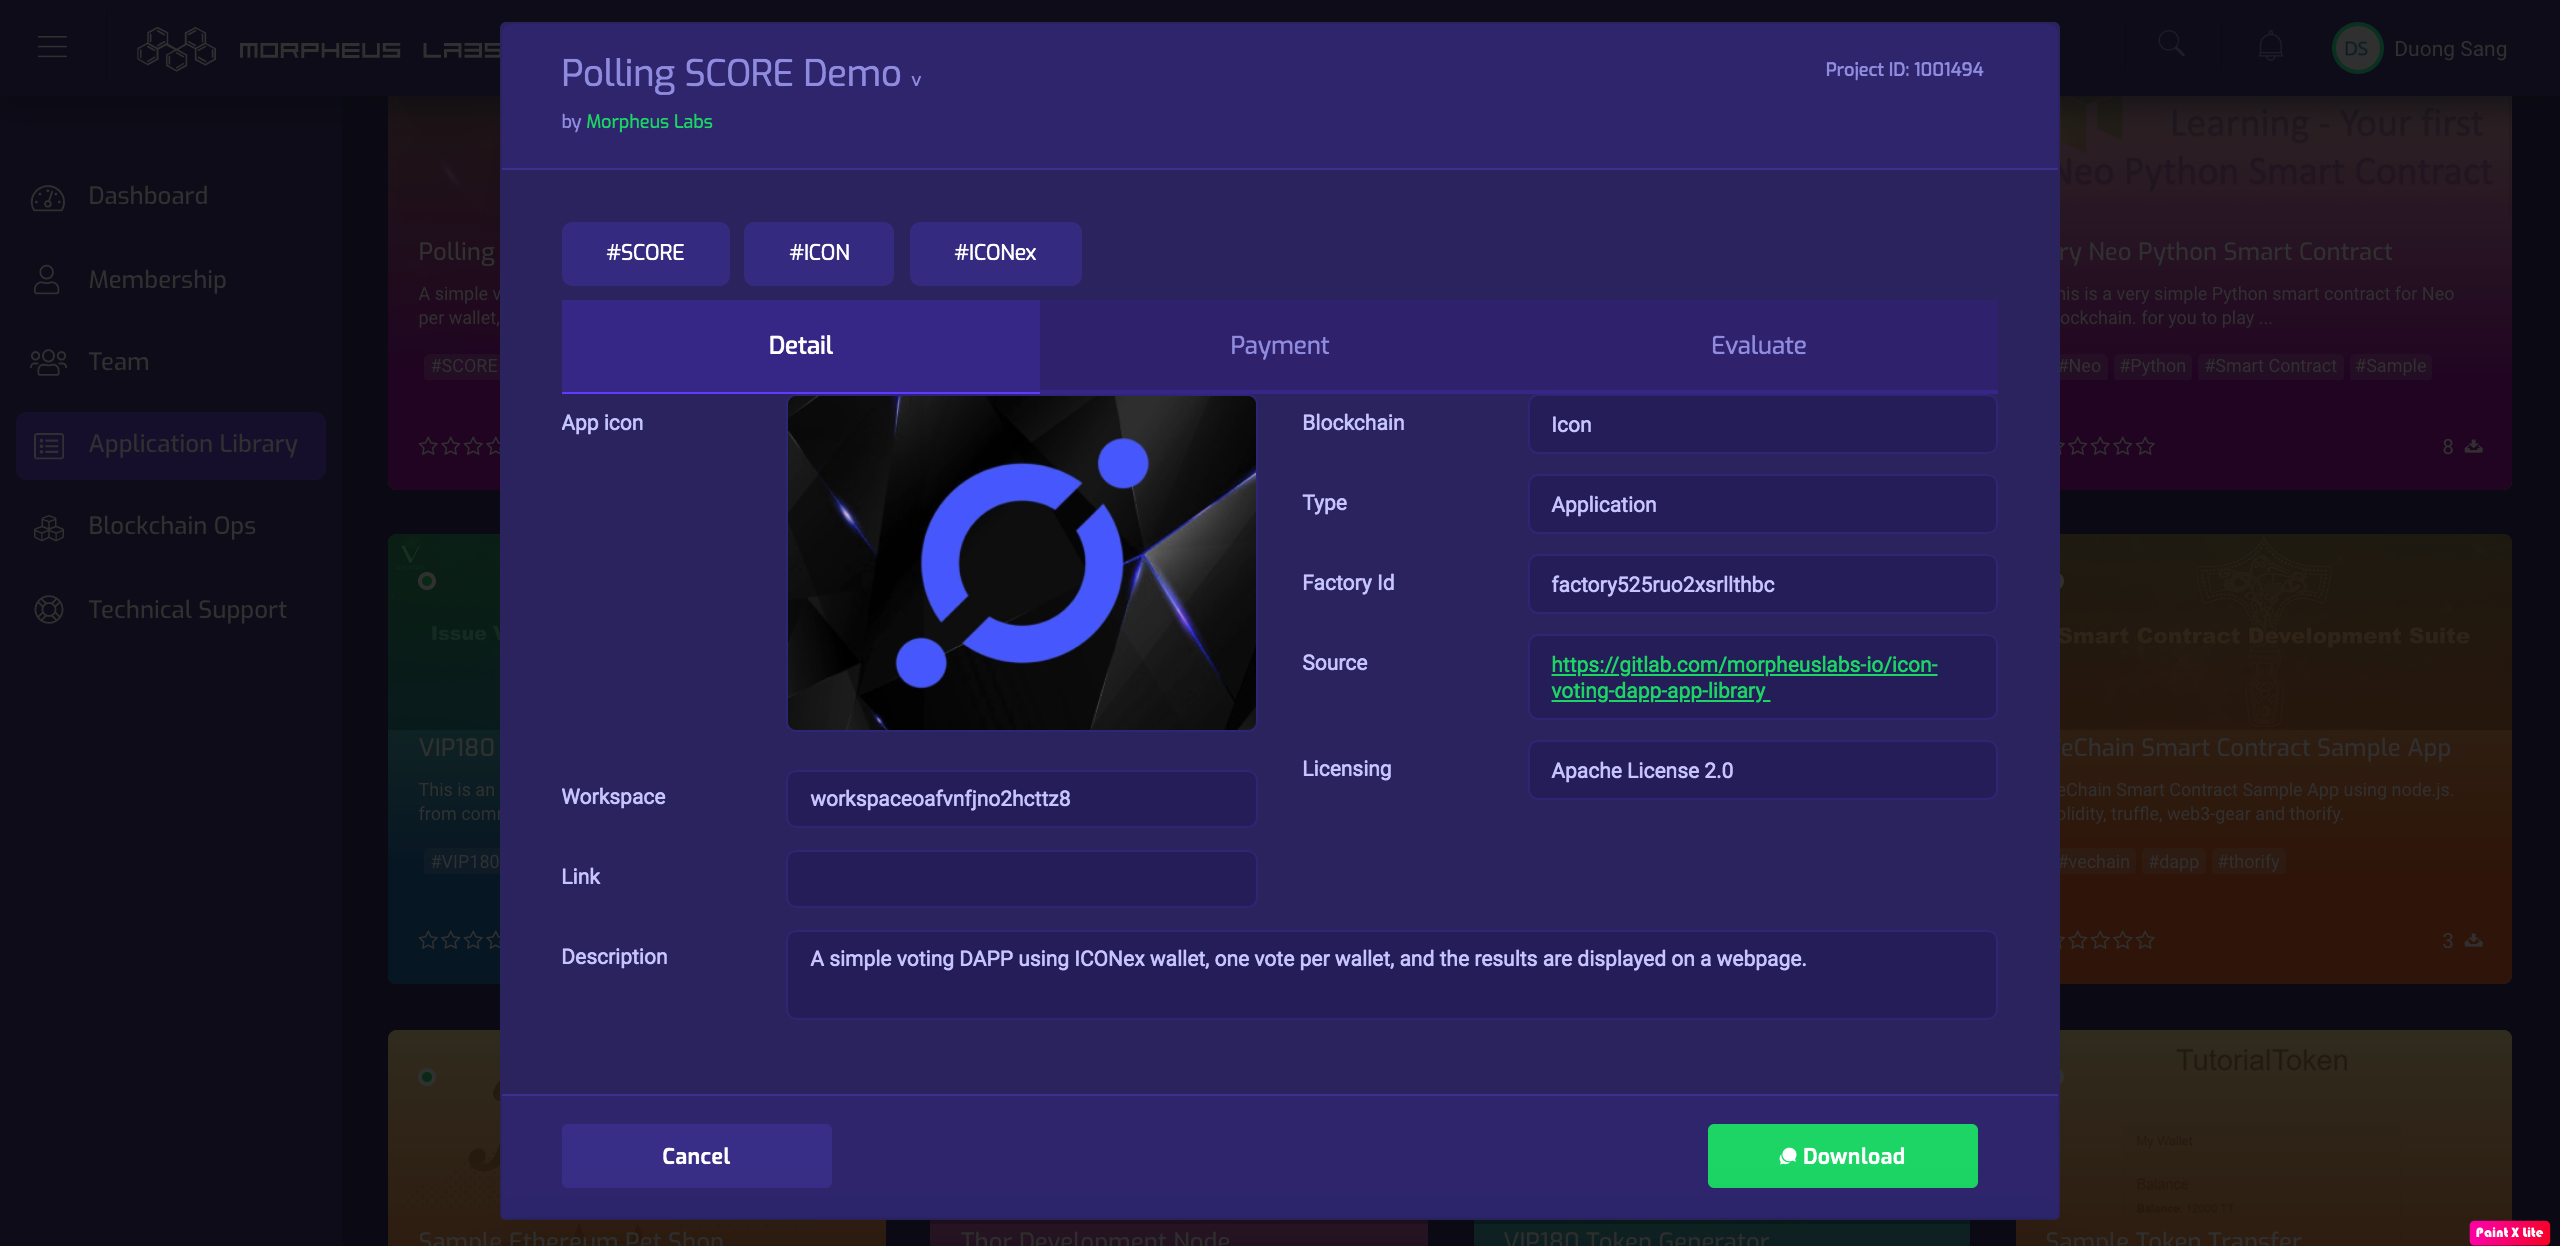 MORPHEUS LABS
DS
Duong Sang
Dashboard
Membership
Team
Application Library
Blockchain Ops
Technical Support
Polling SCORE Demo v
by Morpheus Labs
Project ID: 1001494
#SCORE
#ICON
#ICONex
Detail
Payment
Evaluate
App icon
Blockchain
Icon
Type
Application
Factory Id
factory525ruo2xsrllthbc
Source
https://gitlab.com/morpheuslabs-io/icon-
voting-dapp-app-library
Licensing
Apache License 2.0
Workspace
workspaceoafvnfjno2hcttz8
Link
Description
A simple voting DAPP using ICONex wallet, one vote per wallet, and the results are displayed on a webpage.
Cancel
Download
Polling
A simple
per wallet,
#SCORE
Issue
VIP180
This is an
from
#VIP180
Learning - Your first
Neo Python Smart Contract
ry Neo Python Smart Contract
his is a very simple Python smart contract for Neo
ockchain. for you to play ...
#Neo
#Python
#Smart Contract
#Sample
8
Smart Contract Development Suite
eChain Smart Contract Sample App
eChain Smart Contract Sample App using node.js.
olidity, truffle, web3-gear and thorify.
#vechain
#dapp
#thorify
3
TutorialToken
My Wallet
Balance
Sample Ethereum Pet Shop
Thor Development Node
VIP180 Token Generator
Sample Token Transfer
Paint X Lite